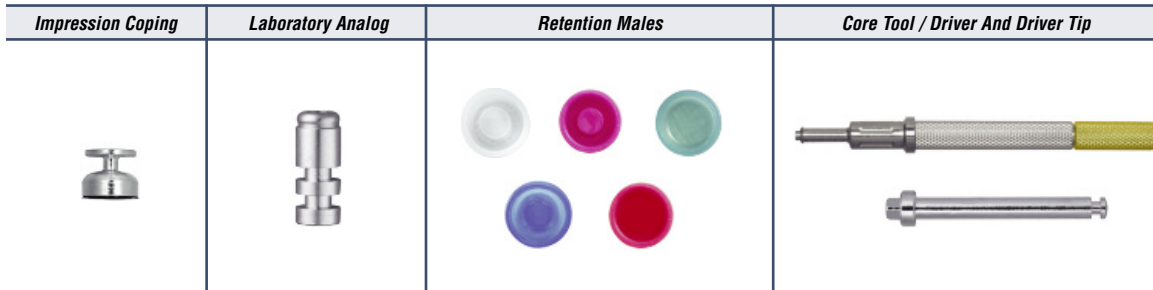 Impression Coping
Laboratory Analog
Retention Males
Core Tool / Driver And Driver Tip